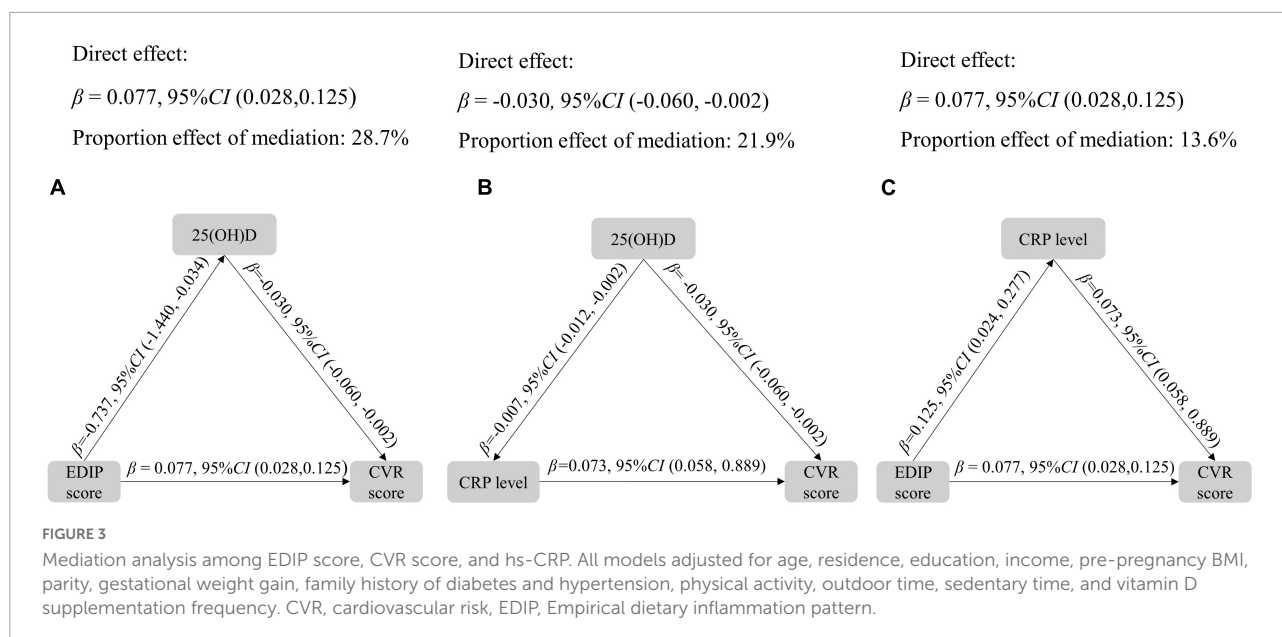 Direct effect:
β = 0.077, 95%CI (0.028,0.125)
Proportion effect of mediation: 28.7%
Direct effect:
β = -0.030, 95%CI (-0.060, -0.002)
Proportion effect of mediation: 21.9%
Direct effect:
β = 0.077, 95%CI (0.028,0.125)
Proportion effect of mediation: 13.6%
A
25(OH)D
β=-0.737, 95%CI (-1.440, -0.034)
β=-0.030, 95%CI (-0.060, -0.002)
EDIP
score
β = 0.077, 95%CI (0.028,0.125)
CVR
score
B
25(OH)D
β=-0.007, 95%CI (-0.012, -0.002)
β= -0.030, 95%CI (-0.060, -0.002)
CRP level
β=0.073, 95%CI (0.058, 0.889)
CVR
score
C
CRP level
β=0.125, 95%CI (0.024, 0.277)
β=0.073, 95%CI (0.058, 0.889)
EDIP
score
β = 0.077, 95%CI (0.028,0.125)
CVR
score
FIGURE 3
Mediation analysis among EDIP score, CVR score, and hs-CRP. All models adjusted for age, residence, education, income, pre-pregnancy BMI,
parity, gestational weight gain, family history of diabetes and hypertension, physical activity, outdoor time, sedentary time, and vitamin D
supplementation frequency. CVR, cardiovascular risk, EDIP, Empirical dietary inflammation pattern.